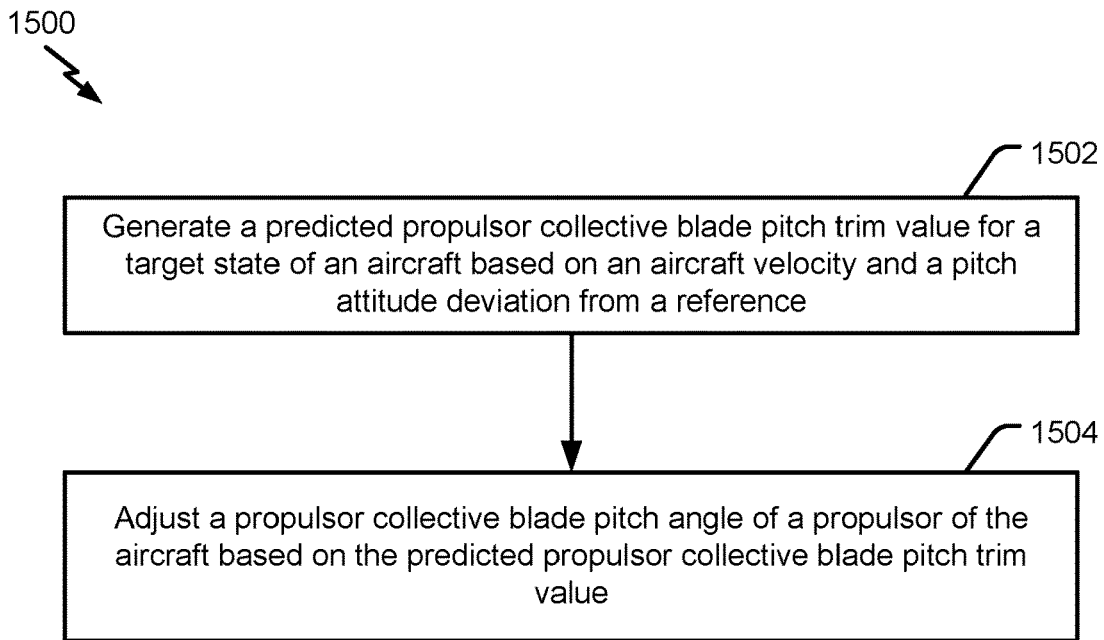 1500
1502
Generate a predicted propulsor collective blade pitch trim value for a
target state of an aircraft based on an aircraft velocity and a pitch
attitude deviation from a reference
1504
Adjust a propulsor collective blade pitch angle of a propulsor of the
aircraft based on the predicted propulsor collective blade pitch trim
value